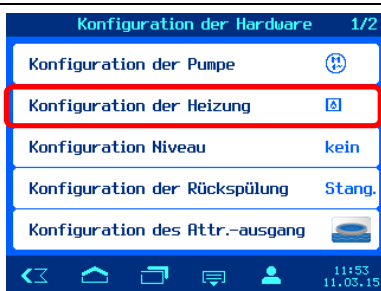 Konfiguration der Hardware 1/2
Konfiguration der Pumpe
Konfiguration der Heizung
Konfiguration Niveau kein
Konfiguration der Rückspülung Stang.
Konfiguration des Attr.-ausgang
11:53
11.03.15